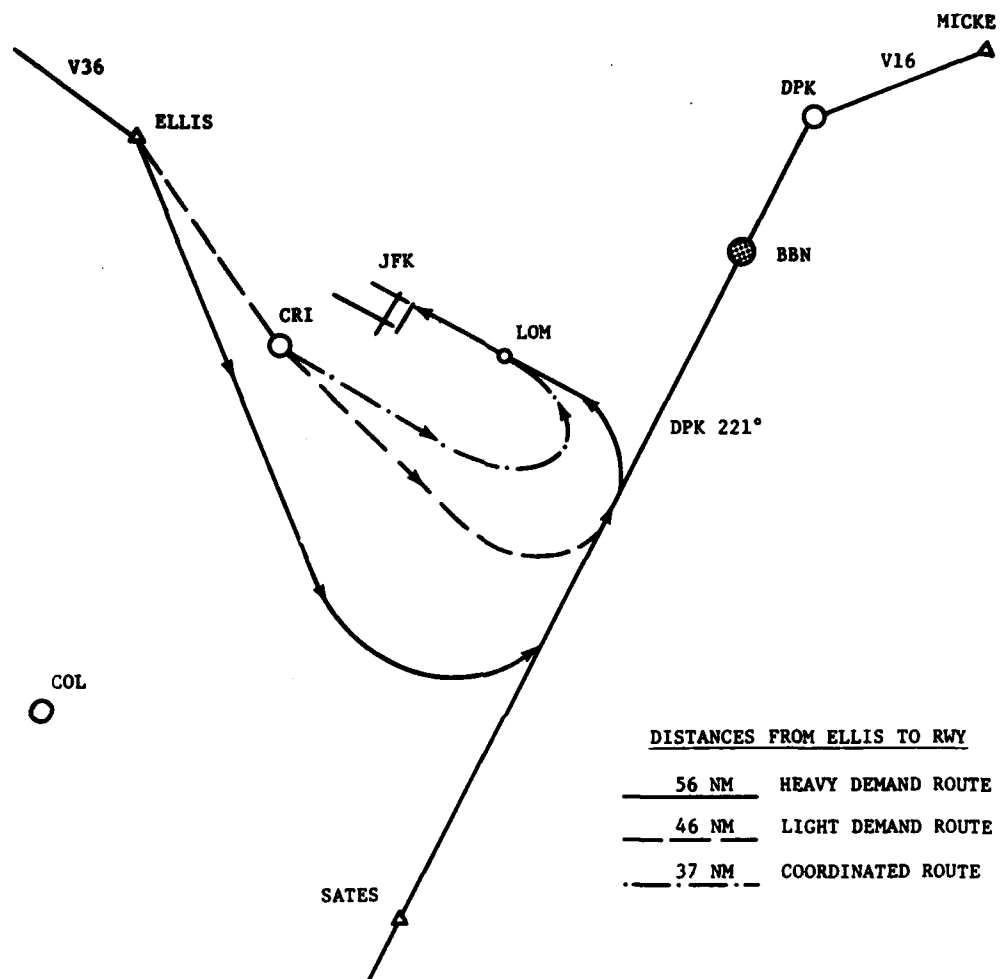 MICKE
V16
V36
DPK
ELLIS
BBN
JFK
CRI
LOM
DPK 221°
COL
DISTANCES FROM ELLIS TO RWY
56 NM HEAVY DEMAND ROUTE
46 NM LIGHT DEMAND ROUTE
37 NM COORDINATED ROUTE
SATES